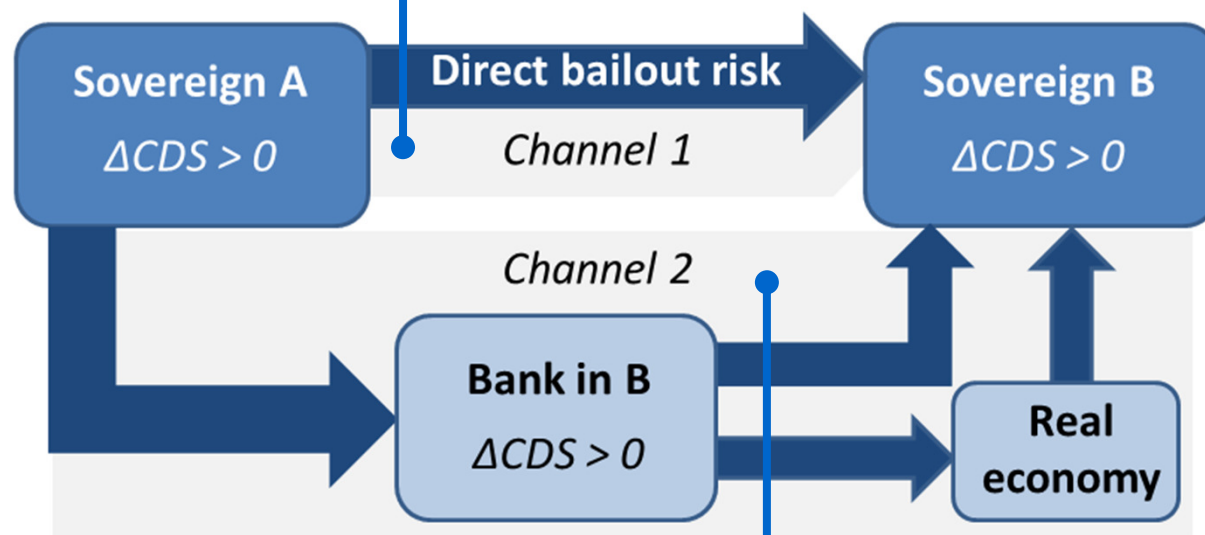 Sovereign A
ΔCDS > 0
Direct bailout risk
Channel 1
Sovereign B
ΔCDS > 0
Channel 2
Bank in B
ΔCDS > 0
Real
economy